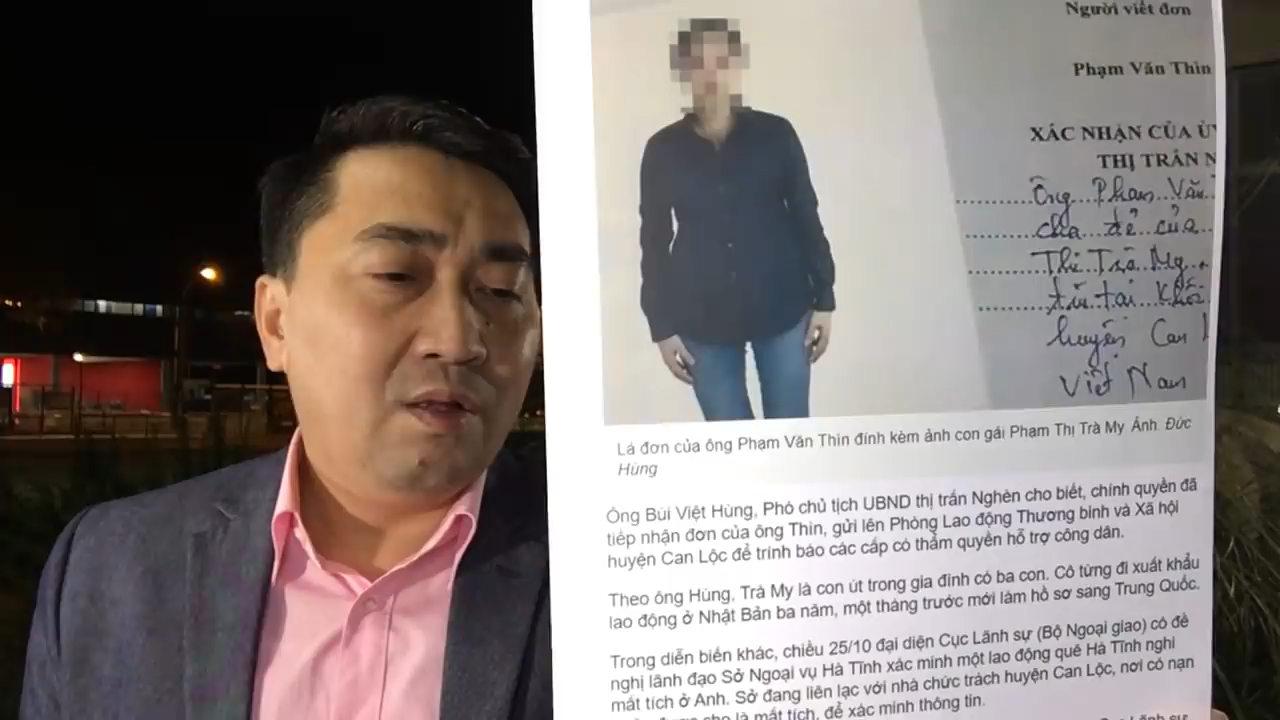 Người viết đơn
Phạm Văn Thìn
XÁC NHẬN CỦA
THỊ TRẤN N
Ông Phạm Văn
cha đẻ của
Thị Trà My
tại Khối
huyện Can
Việt Nam
Lá đơn của ông Phạm Văn Thìn đính kèm ảnh con gái Phạm Thị Trà My Ảnh. Đức
Hùng
Ông Bùi Việt Hùng, Phó chủ tịch UBND thị trấn Nghèn cho biết, chính quyền đã
tiếp nhận đơn của ông Thìn, gửi lên Phòng Lao động Thương binh và Xã hội
huyện Can Lộc để trình báo các cấp có thẩm quyền hỗ trợ công dân.
Theo ông Hùng, Trà My là con út trong gia đình có ba con. Cô từng đi xuất khẩu
lao động ở Nhật Bản ba năm, một tháng trước mới làm hồ sơ sang Trung Quốc.
Trong diễn biến khác, chiều 25/10 đại diện Cục Lãnh sự (Bộ Ngoại giao) có đề
nghị lãnh đạo Sở Ngoại vụ Hà Tĩnh xác minh một lao động quê Hà Tĩnh nghi
mất tích ở Anh. Sở đang liên lạc với nhà chức trách huyện Can Lộc, nơi có nạn
là mất tích, để xác minh thông tin.